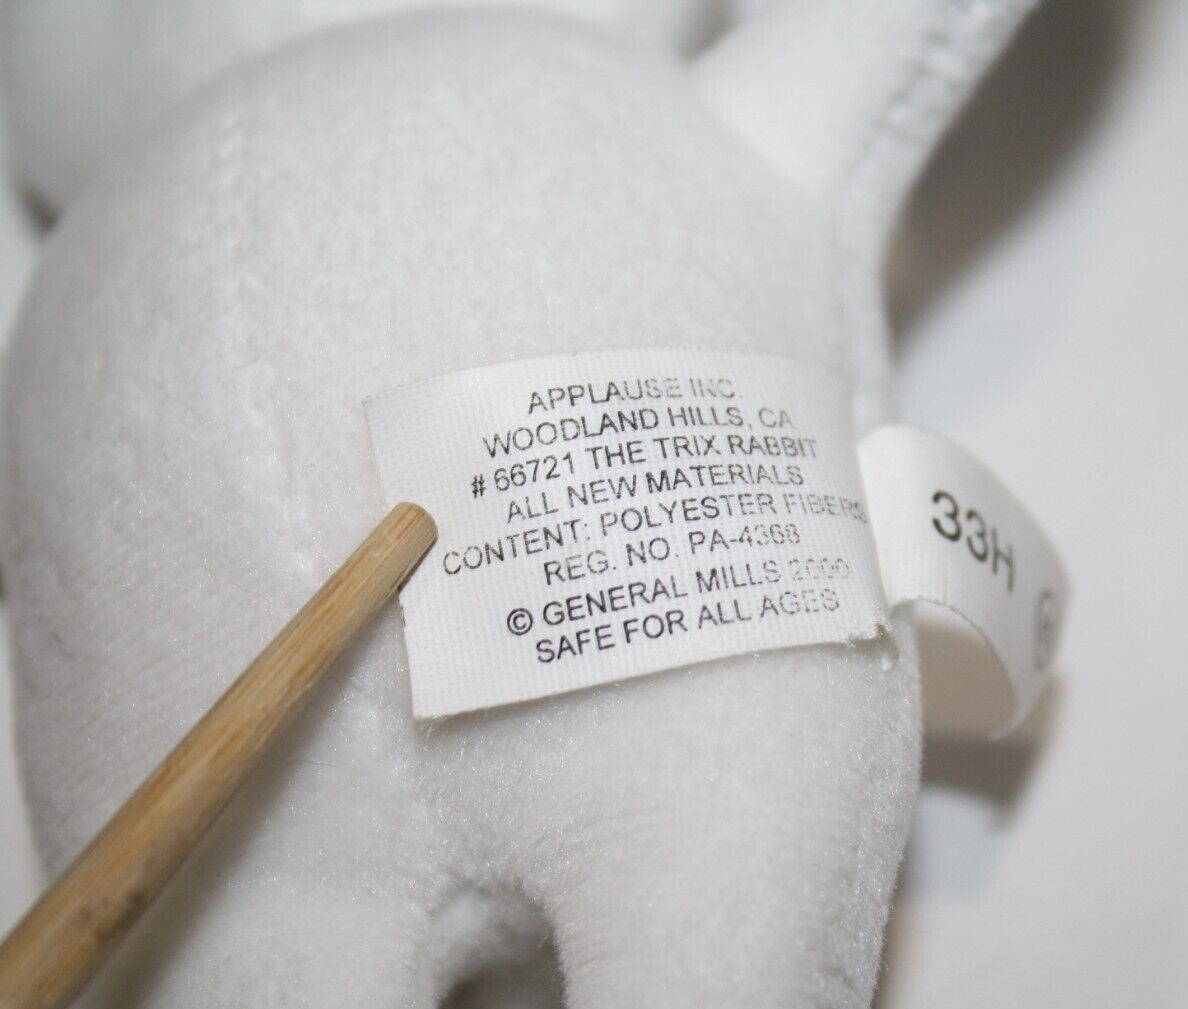 APPLAUSE INC.
WOODLAND HILLS, CA
# 66721 THE TRIX RABBIT
ALL NEW MATERIALS
CONTENT: POLYESTER FIBERS
REG. NO. PA-4368
© GENERAL MILLS 2000
SAFE FOR ALL AGES
33H